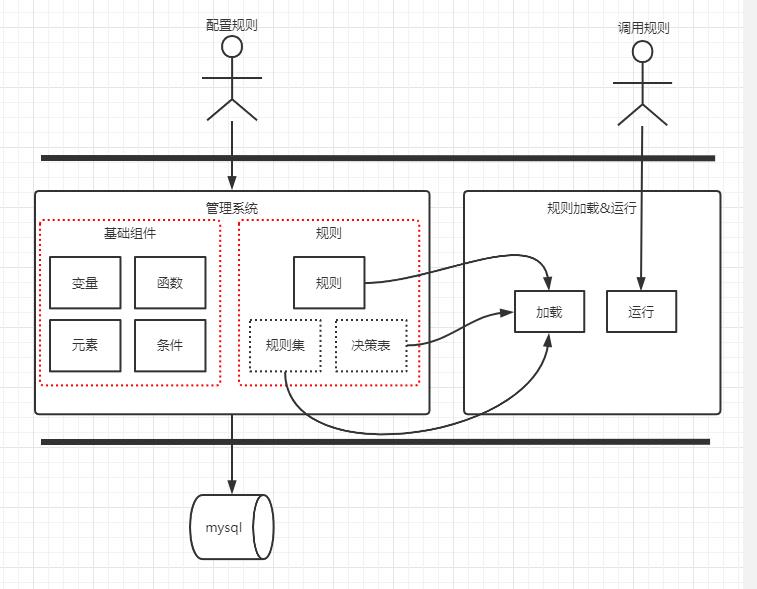 配置规则
调用规则
管理系统
规则加载&运行
基础组件
规则
变量
函数
规则
加载
运行
元素
条件
规则集
决策表
mysql